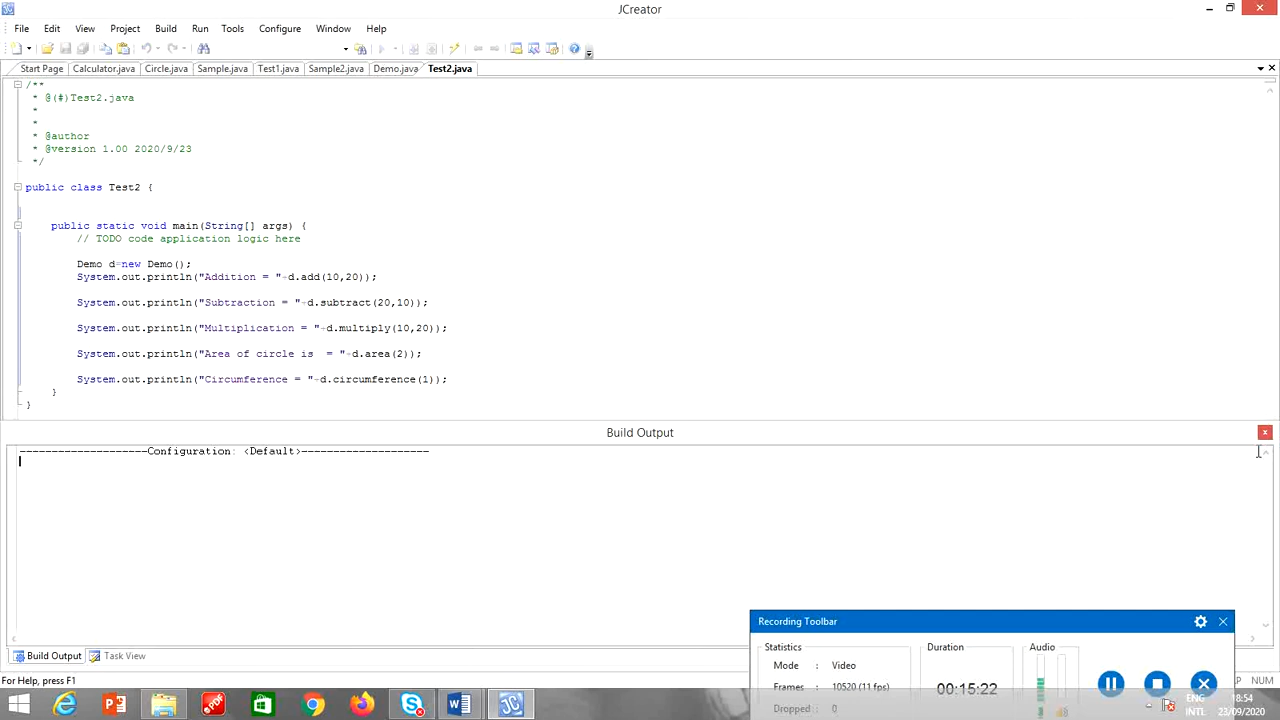 JCreator
File Edit View Project Build Run Tools Configure Window Help
Start Page Calculator.java Circle.java Sample.java Test1.java Sample2.java Demo.java Test2.java
/**
* @(#)Test2.java
*
*
* @author
* @version 1.00 2020/9/23
*/
public class Test2 {
public static void main(String[] args) {
// TODO code application logic here
Demo d=new Demo();
System.out.println("Addition = "+d.add(10,20));
System.out.println("Subtraction = "+d.subtract(20,10));
System.out.println("Multiplication = "+d.multiply(10,20));
System.out.println("Area of circle is  = "+d.area(2));
System.out.println("Circumference = "+d.circumference(1));
}
}
Build Output
--------------------Configuration: <Default>--------------------
Recording Toolbar
Statistics Duration Audio
Mode : Video
Frames : 10520 (11 fps)
00:15:22
Dropped : 0
Build Output Task View
For Help, press F1
NUM
ENG 18:54
INTL 23/09/2020